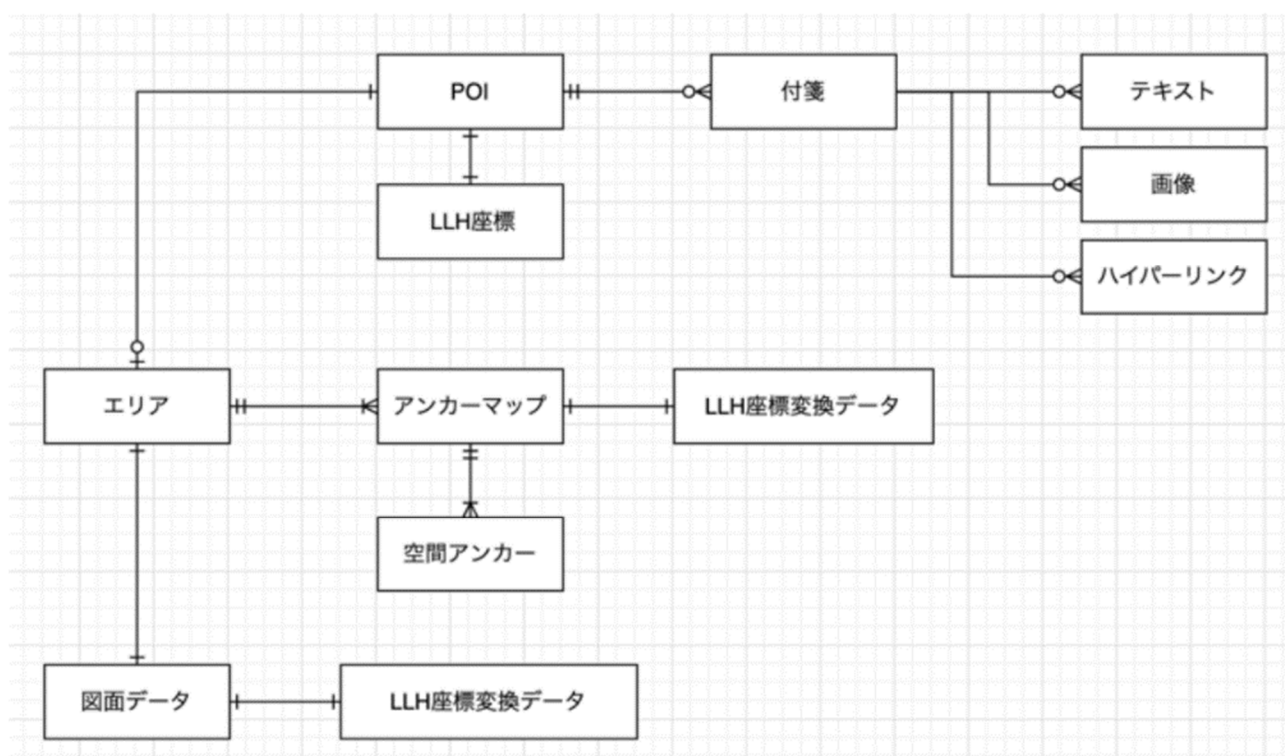 POI
付箋
テキスト
画像
LLH座標
ハイパーリンク
エリア
アンカーマップ
LLH座標変換データ
空間アンカー
図面データ
LLH座標変換データ